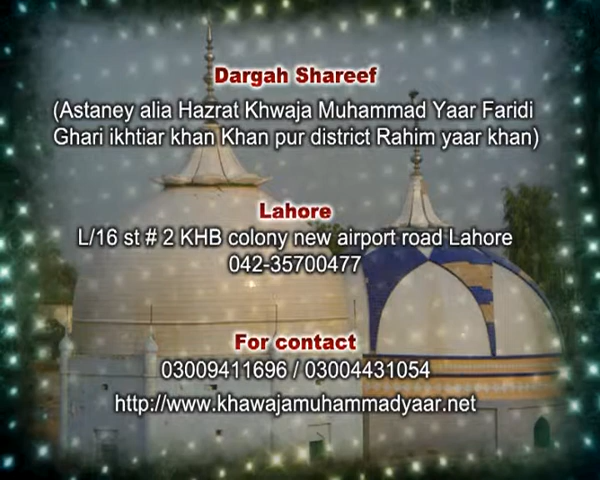 Dargah Shareef
(Astaney alia Hazrat Khwaja Muhammad Yaar Faridi
Ghari ikhtiar khan Khan pur district Rahim yaar khan)
Lahore
L/16 st # 2 KHB colony new airport road Lahore
042-35700477
For contact
03009411696 / 03004431054
http://www.khawajamuhammadyaar.net